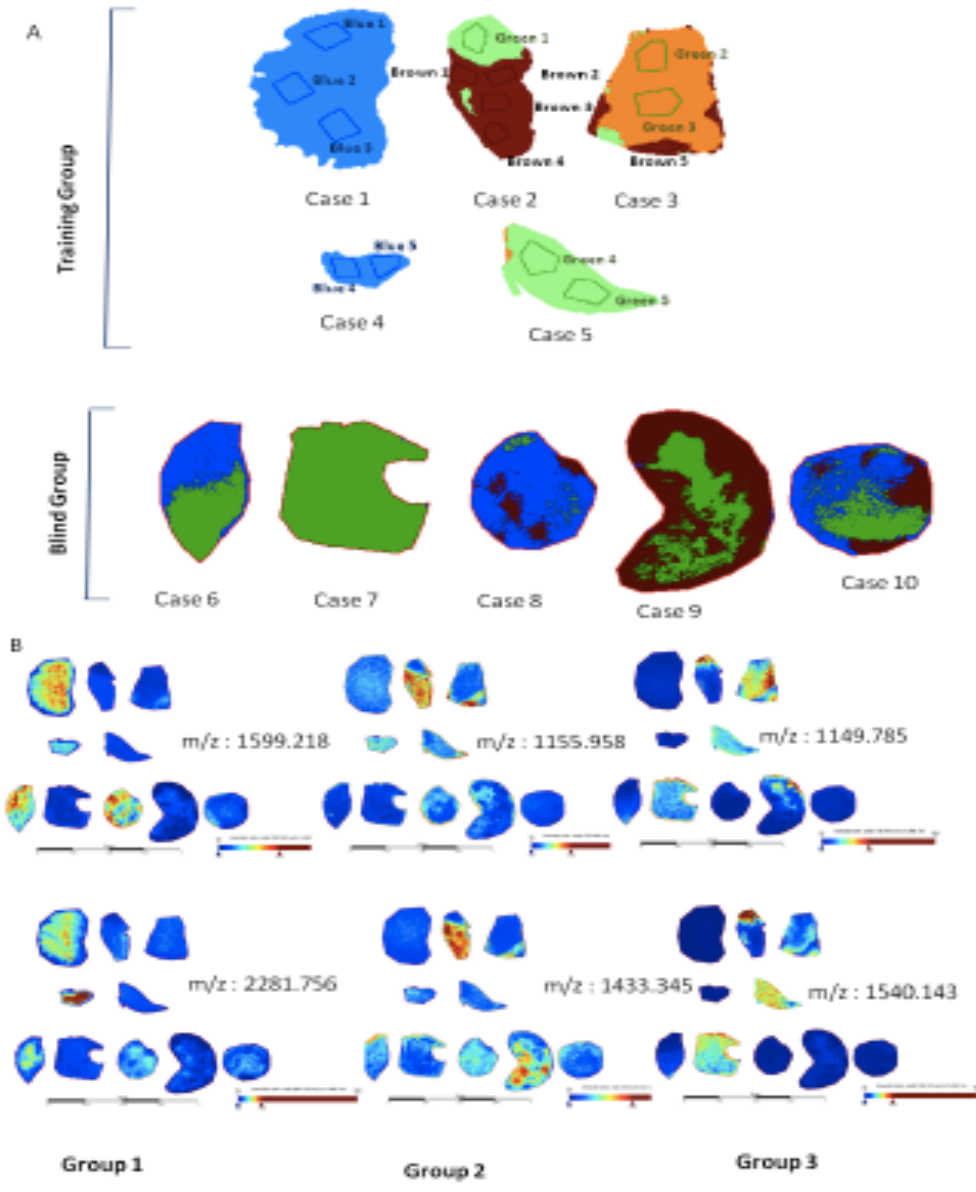 A
Training Group
Blue 1
Blue 2
Blue 3
Case 1
Green 1
Brown 1
Brown 2
Brown 3
Brown 4
Case 2
Green 2
Green 3
Brown 5
Case 3
Blue 5
Blue 4
Case 4
Green 4
Green 5
Case 5
Blind Group
Case 6
Case 7
Case 8
Case 9
Case 10
B
m/z : 1599.218
m/z : 1155.958
m/z : 1149.785
m/z : 2281.756
m/z : 1433.345
m/z : 1540.143
Group 1
Group 2
Group 3